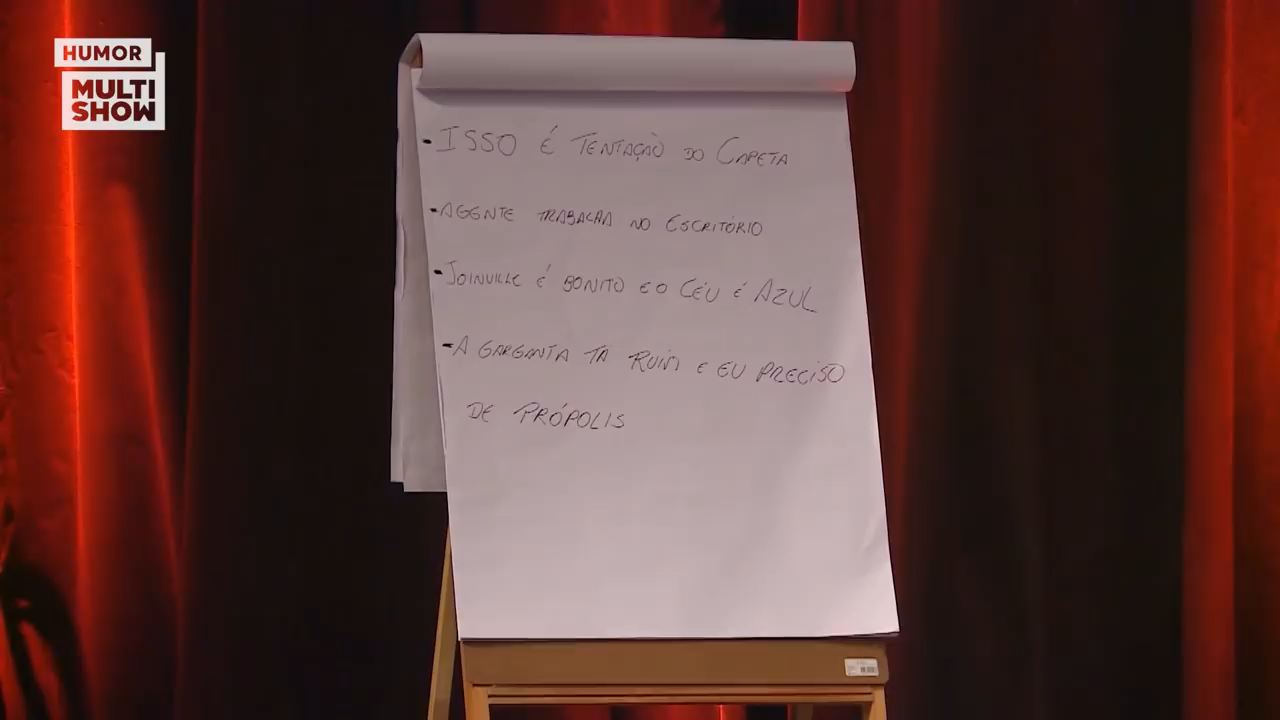 HUMOR
MULTI
SHOW
- ISSO É TENTAÇÃO DO CAPETA
- AGENTE TRABALHA NO ESCRITÓRIO
- JOINVILLE É BONITO E O CÉU É AZUL
- A GARGANTA TA RUIM E EU PRECISO
DE PRÓPOLIS